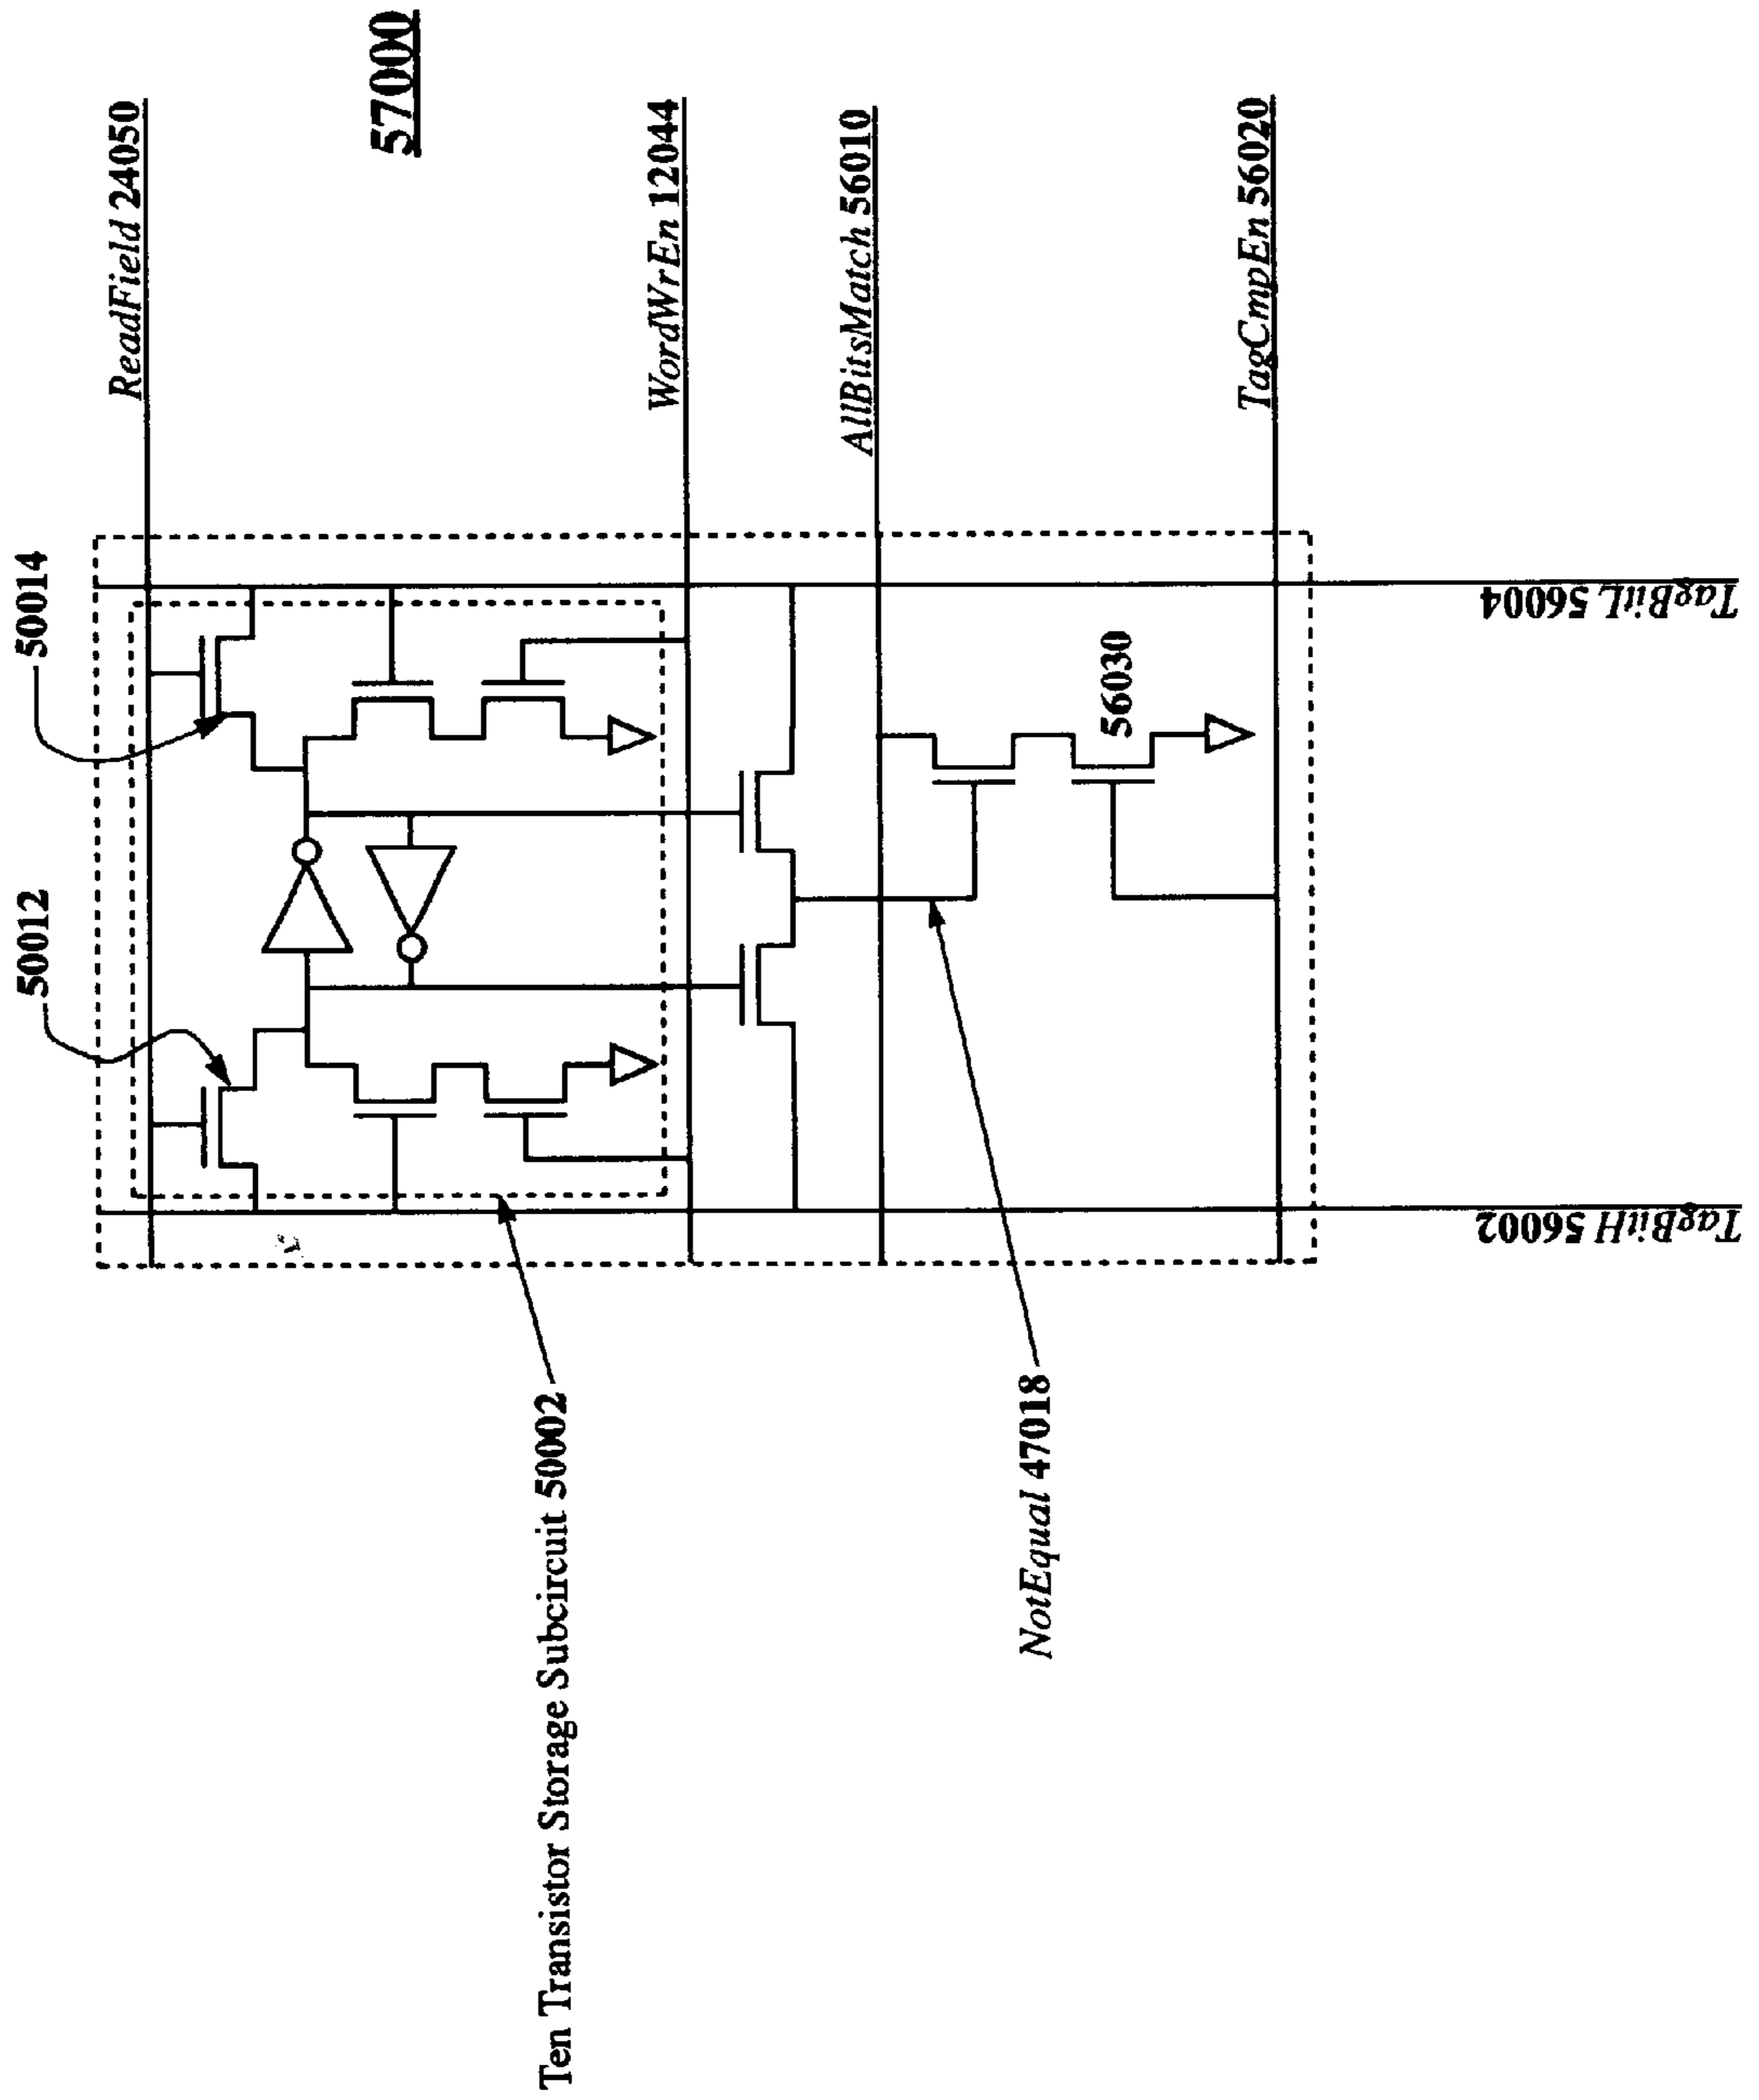 57000
ReadField 24050
WordWrEn 12044
AllBitsMatch 56010
TagCmpEn 56020
50014
50012
56030
TagBitL 56004
TagBitH 56002
Ten Transistor Storage Subcircuit 50002
NotEqual 47018